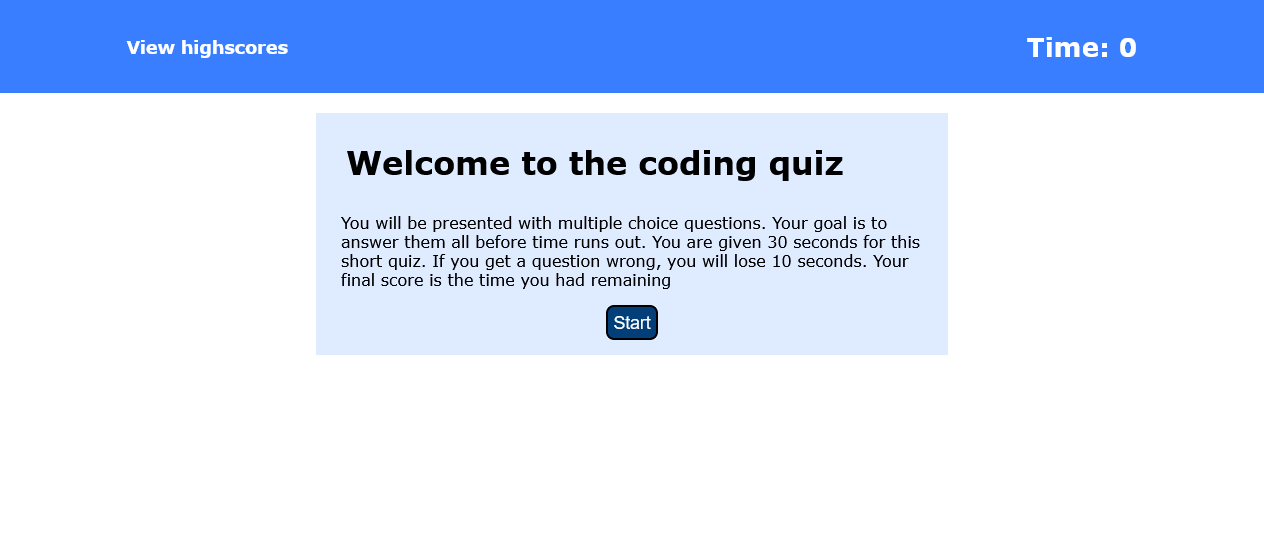 View highscores
Time: 0
Welcome to the coding quiz
You will be presented with multiple choice questions. Your goal is to
answer them all before time runs out. You are given 30 seconds for this
short quiz. If you get a question wrong, you will lose 10 seconds. Your
final score is the time you had remaining
Start